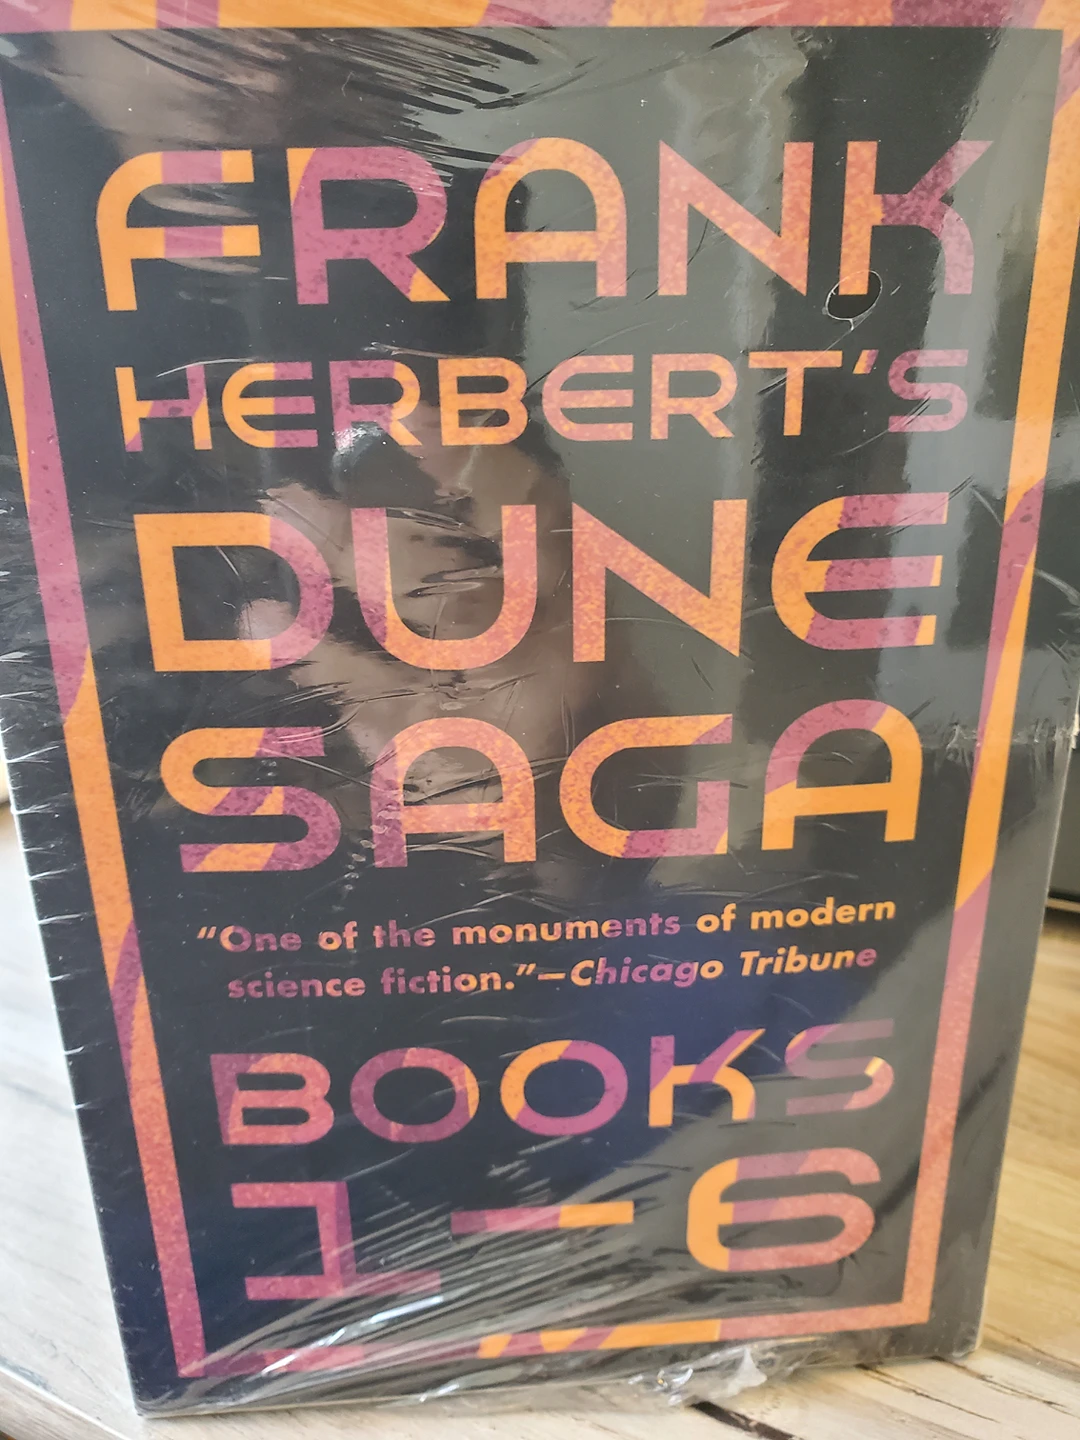 FRANK
HERBERT'S
DUNE
SAGA
“One of the monuments of modern
science fiction.”—Chicago Tribune
BOOKS
1–6